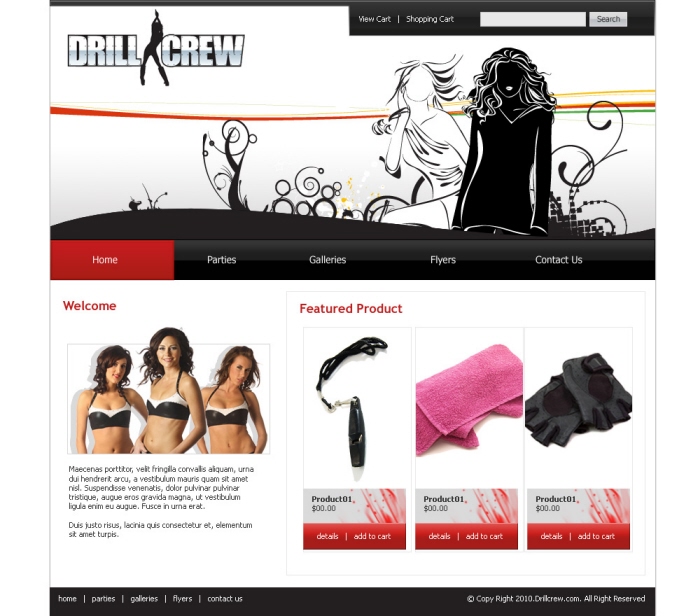 DRILL CREW
View Cart | Shopping Cart
Search
Home
Parties
Galleries
Flyers
Contact Us
Welcome
Maecenas porttitor, velit fringilla convallis aliquam, urna
dui hendrerit arcu, a vestibulum mauris quam sit amet
nisl. Suspendisse venenatis, dolor pulvinar pulvinar
tristique, augue eros gravida magna, ut vestibulum
ligula enim eu augue. Fusce in urna erat.
Duis justo risus, lacinia quis consectetur et, elementum
sit amet turpis.
Featured Product
Product01
$00.00
details | add to cart
Product01
$00.00
details | add to cart
Product01
$00.00
details | add to cart
home | parties | galleries | flyers | contact us
© Copy Right 2010.Drillcrew.com. All Right Reserved